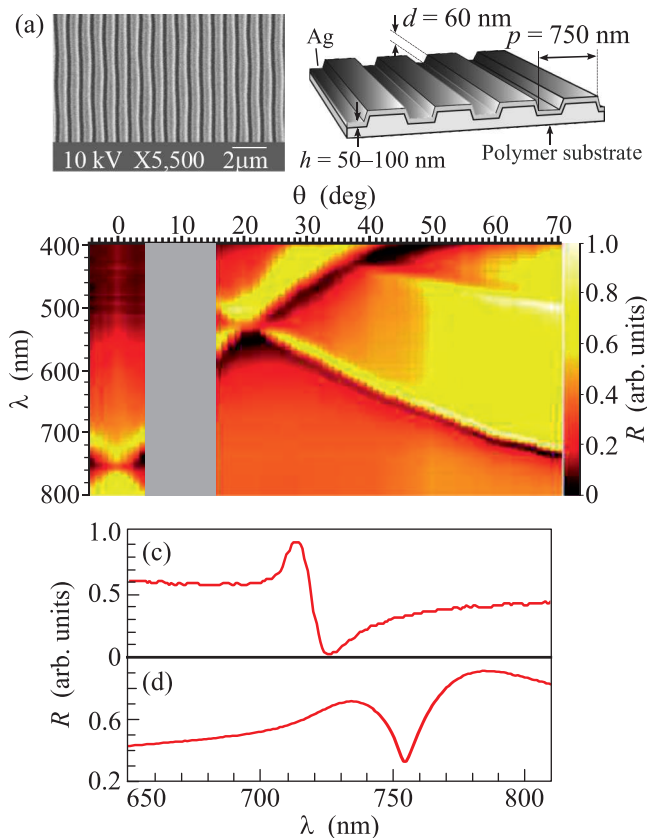 (a)
10 kV X5,500 2μm
Ag
d = 60 nm
p = 750 nm
h = 50–100 nm
Polymer substrate
θ (deg)
0 10 20 30 40 50 60 70
400
500
600
700
800
λ (nm)
1.0
0.8
0.6
0.4
0.2
0
R (arb. units)
(c)
1.0
0.5
0
(d)
0.6
0.2
R (arb. units)
650 700 750 800
λ (nm)